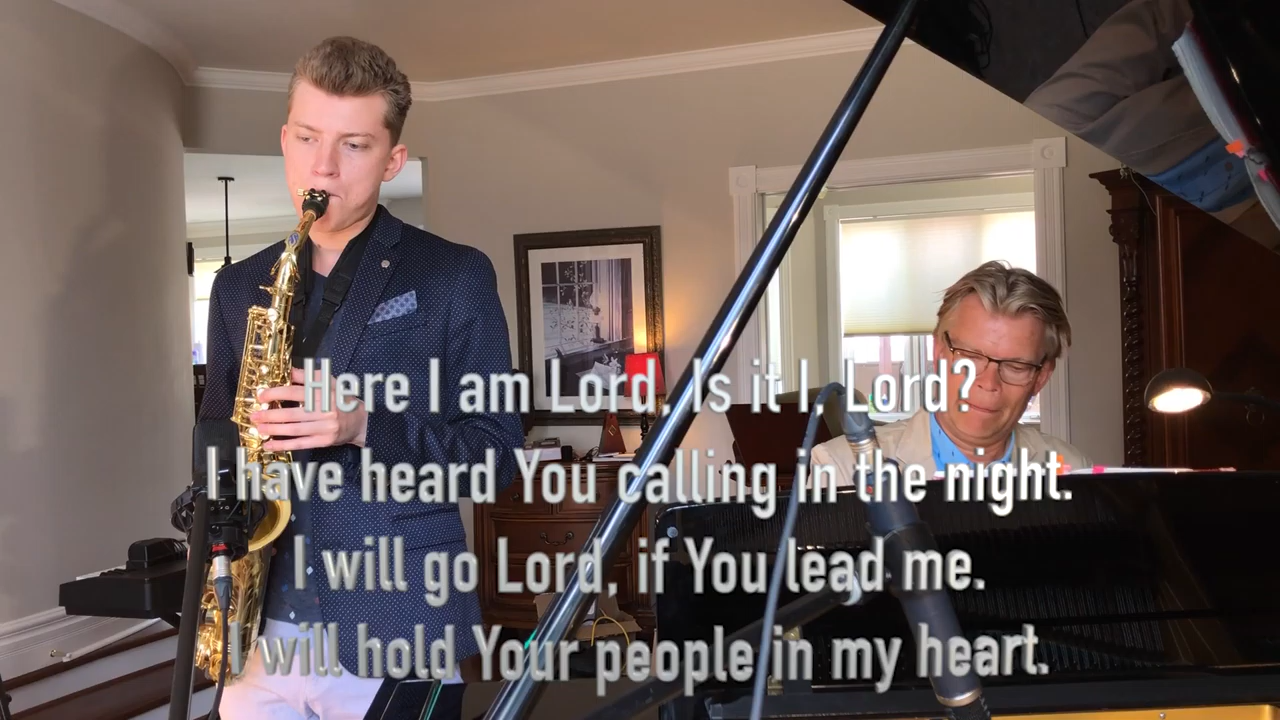 Here I am Lord. Is it I, Lord?
I have heard You calling in the night.
I will go Lord, if You lead me.
I will hold Your people in my heart.